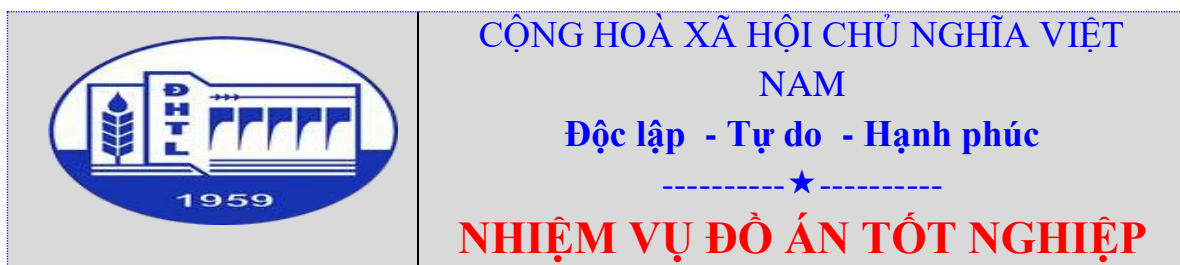 ĐHTL
1959
CỘNG HOÀ XÃ HỘI CHỦ NGHĨA VIỆT
NAM
Độc lập - Tự do - Hạnh phúc
----------★----------
NHIỆM VỤ ĐỒ ÁN TỐT NGHIỆP